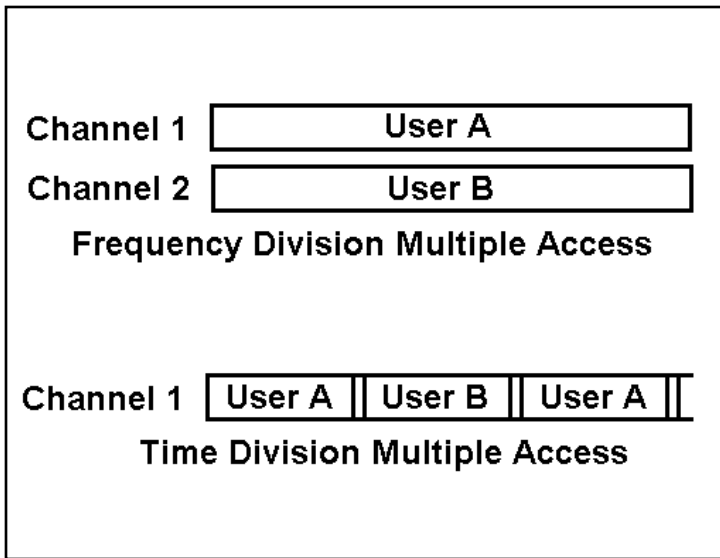 Channel 1 User A
Channel 2 User B
Frequency Division Multiple Access
Channel 1 User A User B User A
Time Division Multiple Access